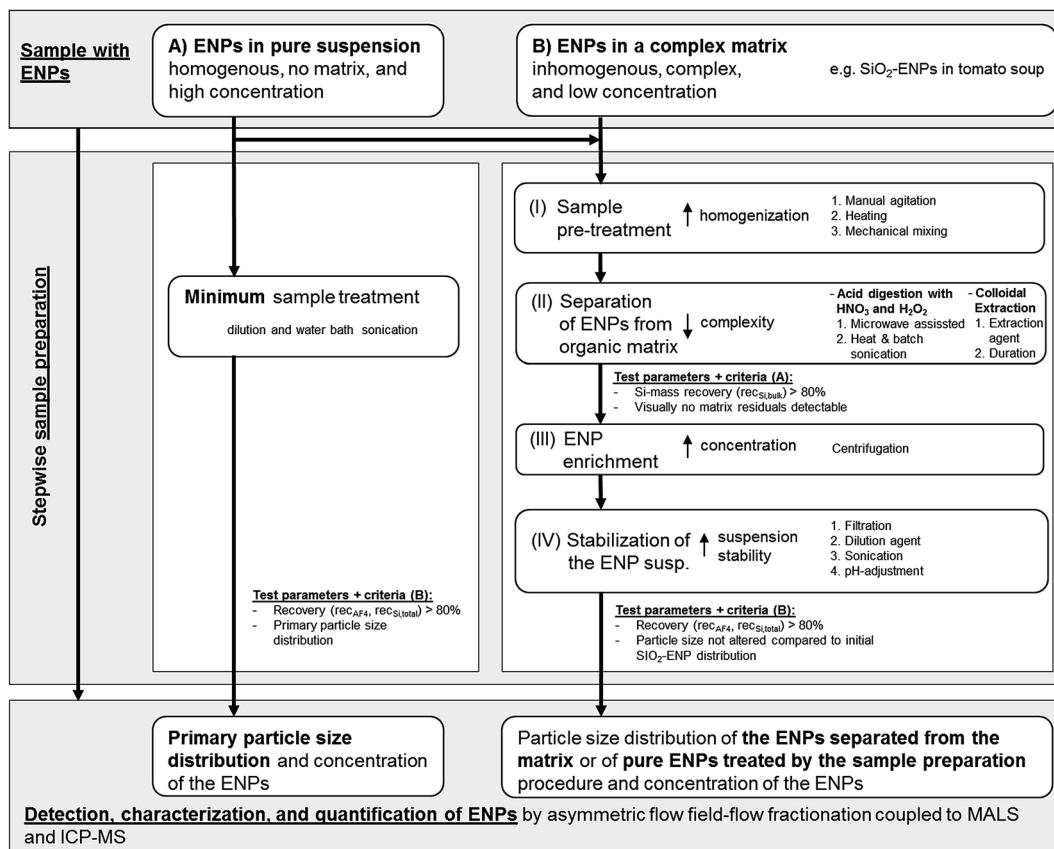 Sample with
ENPs
A) ENPs in pure suspension
homogenous, no matrix, and
high concentration
B) ENPs in a complex matrix
inhomogenous, complex,
and low concentration
e.g. SiO₂-ENPs in tomato soup
Stepwise sample preparation
Minimum sample treatment
dilution and water bath sonication
Test parameters + criteria (B):
- Recovery (rec_AF4, rec_Si,total) > 80%
- Primary particle size
distribution
(I) Sample
pre-treatment
↑ homogenization
1. Manual agitation
2. Heating
3. Mechanical mixing
(II) Separation
of ENPs from
organic matrix
↓ complexity
- Acid digestion with
HNO₃ and H₂O₂
1. Microwave assissted
2. Heat & batch
sonication
- Colloidal
Extraction
1. Extraction
agent
2. Duration
Test parameters + criteria (A):
- Si-mass recovery (rec_Si,bulk) > 80%
- Visually no matrix residuals detectable
(III) ENP
enrichment
↑ concentration
Centrifugation
(IV) Stabilization of
the ENP susp.
↑ suspension
stability
1. Filtration
2. Dilution agent
3. Sonication
4. pH-adjustment
Test parameters + criteria (B):
- Recovery (rec_AF4, rec_Si,total) > 80%
- Particle size not altered compared to initial
SIO₂-ENP distribution
Primary particle size
distribution and concentration
of the ENPs
Particle size distribution of the ENPs separated from the
matrix or of pure ENPs treated by the sample preparation
procedure and concentration of the ENPs
Detection, characterization, and quantification of ENPs by asymmetric flow field-flow fractionation coupled to MALS
and ICP-MS